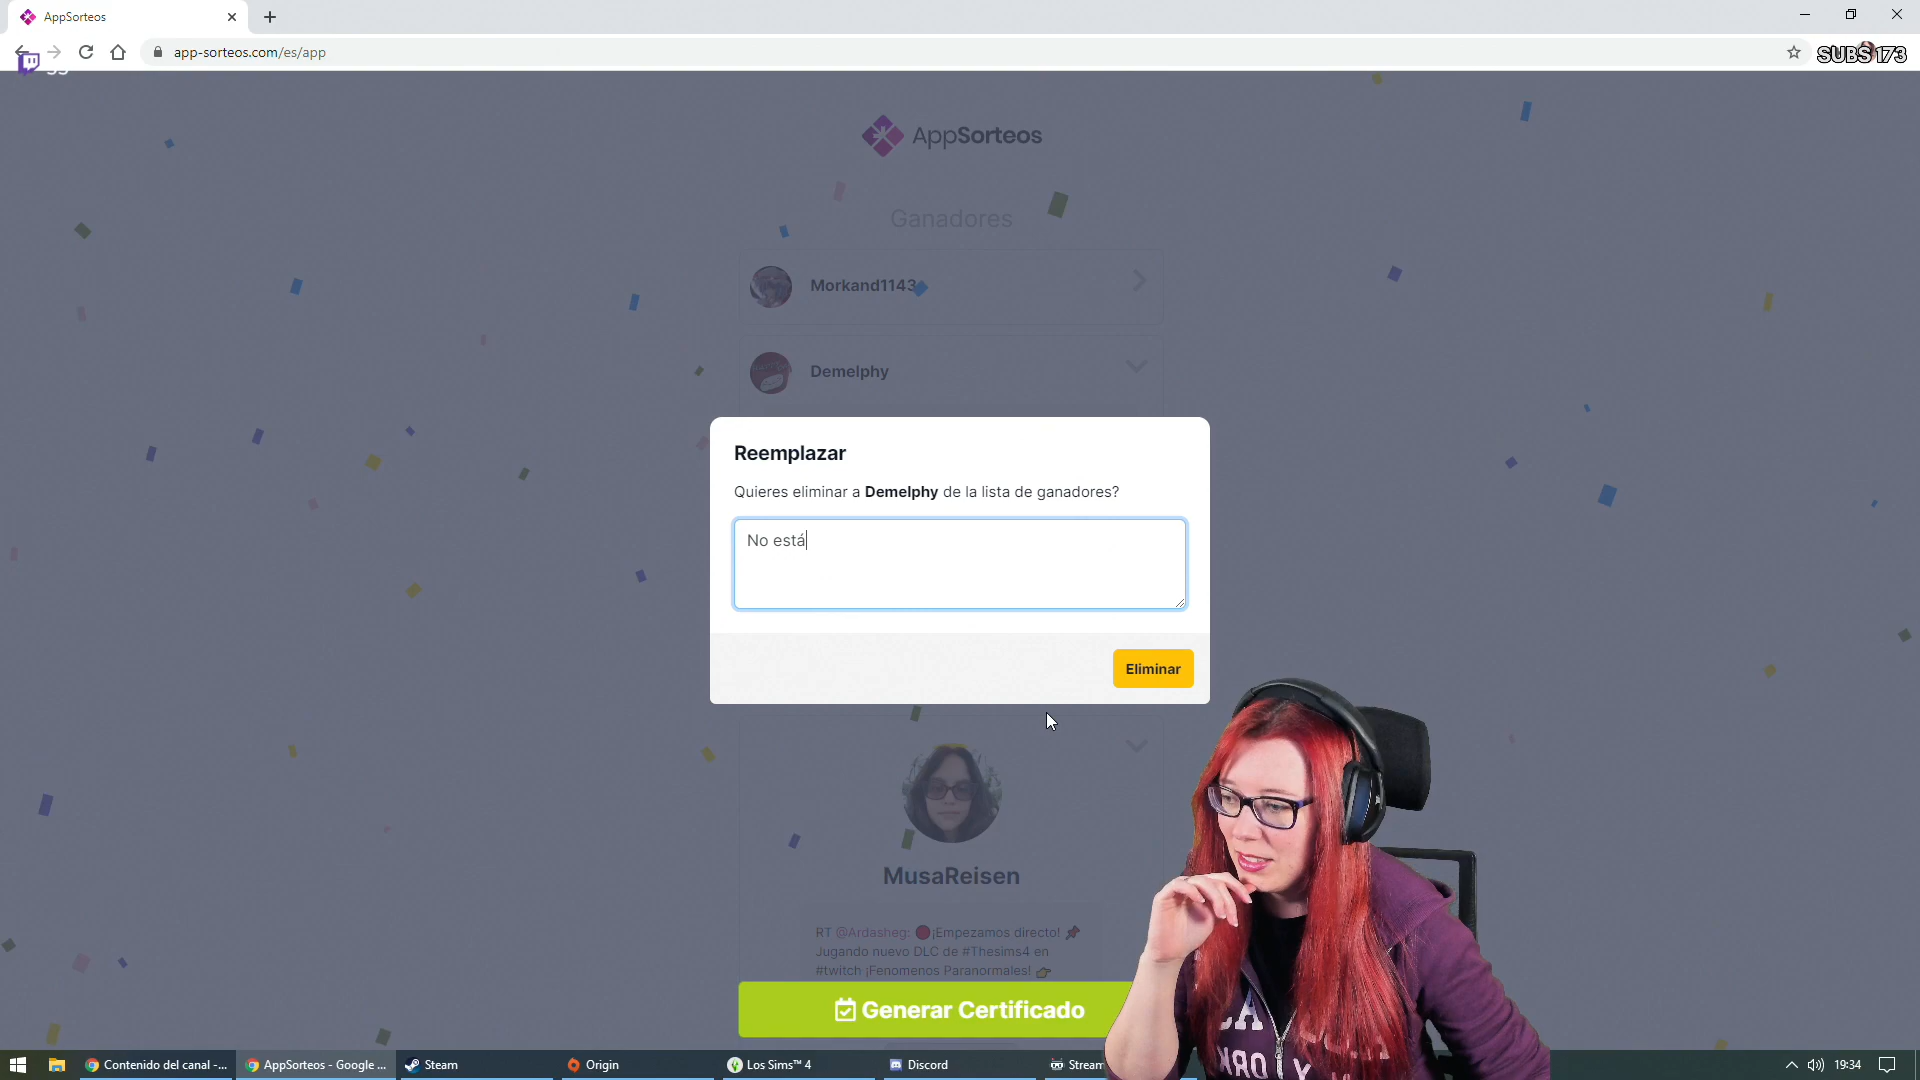 AppSorteos
app-sorteos.com/es/app
SUBS 173
AppSorteos
Ganadores
Morkand1143
Demelphy
Reemplazar
Quieres eliminar a Demelphy de la lista de ganadores?
No está
Eliminar
MusaReisen
RT @Ardasheg: 🔴¡Empezamos directo! 📌
Jugando nuevo DLC de #Thesims4 en
#twitch ¡Fenomenos Paranormales! 👉
Generar Certificado
Contenido del canal -...
AppSorteos - Google ...
Steam
Origin
Los Sims™ 4
Discord
Stream
19:34